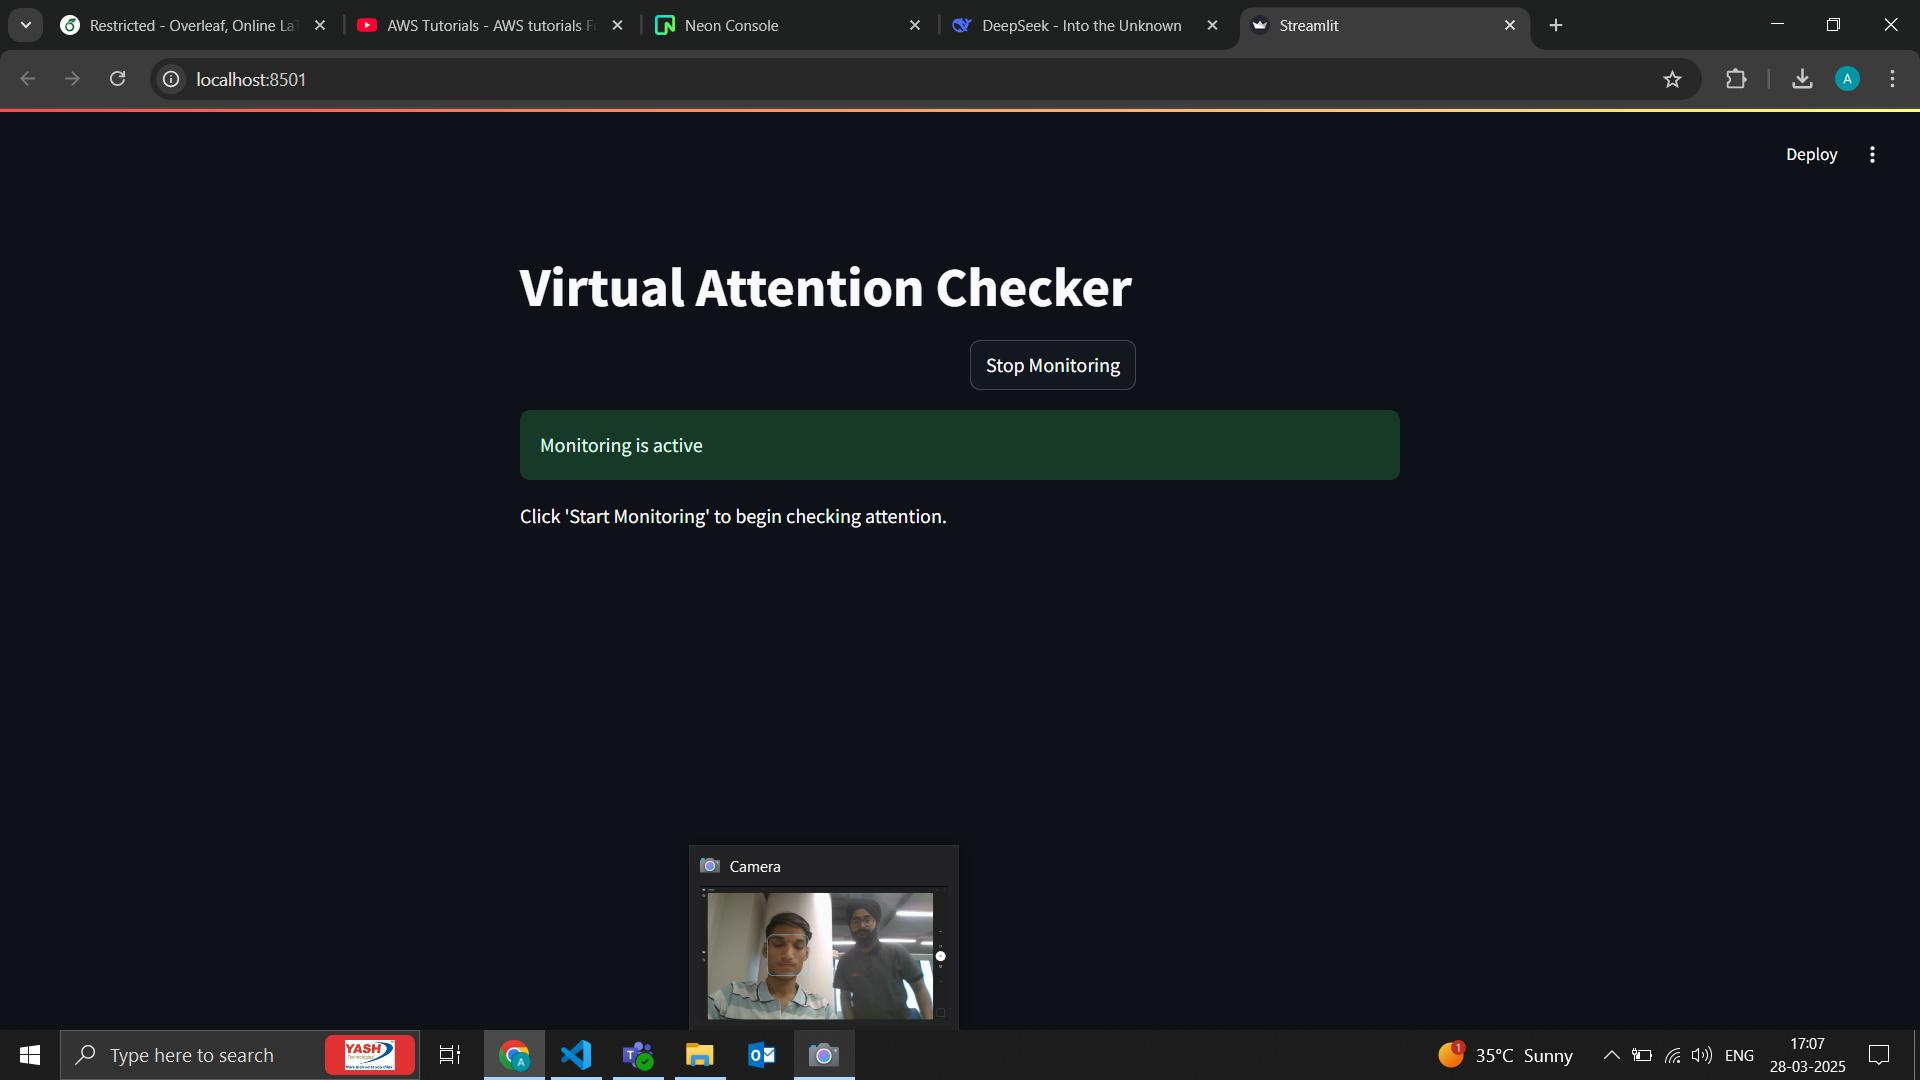 Restricted - Overleaf, Online La
AWS Tutorials - AWS tutorials F
Neon Console
DeepSeek - Into the Unknown
Streamlit
localhost:8501
A
Deploy
Virtual Attention Checker
Stop Monitoring
Monitoring is active
Click 'Start Monitoring' to begin checking attention.
Camera
Type here to search
YASH
Technologies
A
T
1
35°C Sunny
ENG
17:07
28-03-2025